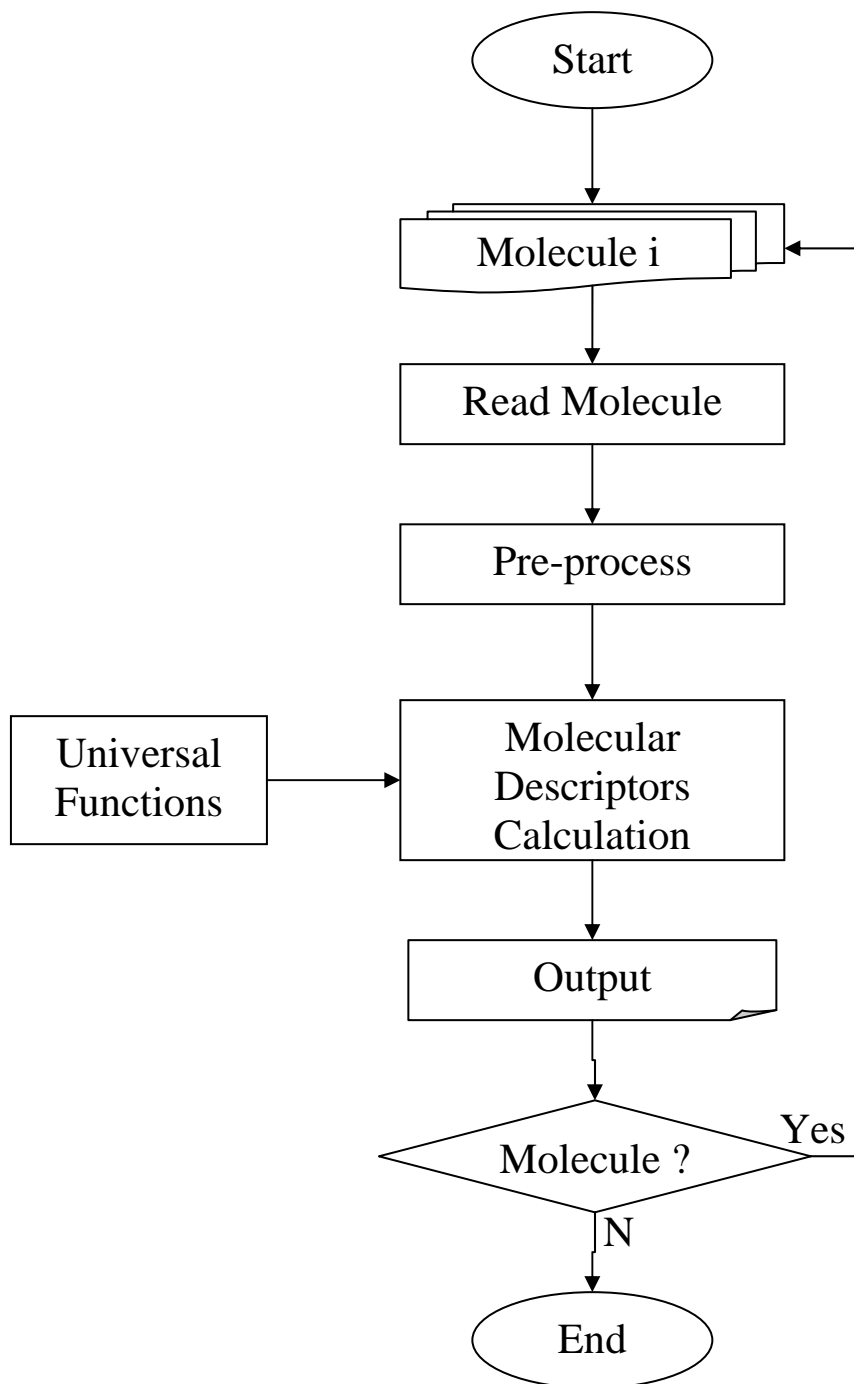 Start
Molecule i
Read Molecule
Pre-process
Universal
Functions
Molecular
Descriptors
Calculation
Output
Yes
Molecule ?
N
End